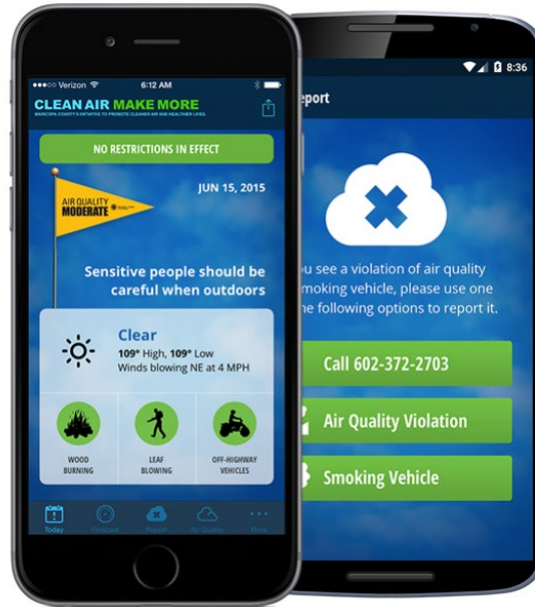 Verizon
6:12 AM
CLEAN AIR MAKE MORE
MARICOPA COUNTY'S INITIATIVE TO PROMOTE CLEANER AIR AND HEALTHIER LIVES.
NO RESTRICTIONS IN EFFECT
JUN 15, 2015
AIR QUALITY
MODERATE
Sensitive people should be
careful when outdoors
Clear
109° High, 109° Low
Winds blowing NE at 4 MPH
WOOD
BURNING
LEAF
BLOWING
OFF-HIGHWAY
VEHICLES
Today
Forecast
Report
Air Quality
More
8:36
eport
u see a violation of air quality
moking vehicle, please use one
he following options to report it.
Call 602-372-2703
Air Quality Violation
Smoking Vehicle